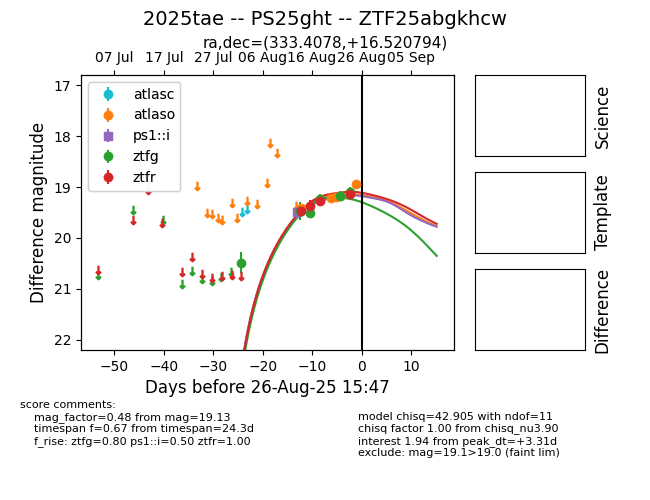 2025tae -- PS25ght -- ZTF25abgkhcw
ra,dec=(333.4078,+16.520794)
07 Jul 17 Jul 27 Jul 06 Aug 16 Aug 26 Aug 05 Sep
17
18
19
20
21
22
Difference magnitude
atlasc
atlaso
ps1::i
ztfg
ztfr
−50 −40 −30 −20 −10 0 10
Days before 26-Aug-25 15:47
Science
Template
Difference
score comments:
mag_factor=0.48 from mag=19.13
timespan f=0.67 from timespan=24.3d
f_rise: ztfg=0.80 ps1::i=0.50 ztfr=1.00
model chisq=42.905 with ndof=11
chisq factor 1.00 from chisq_nu3.90
interest 1.94 from peak_dt=+3.31d
exclude: mag=19.1>19.0 (faint lim)